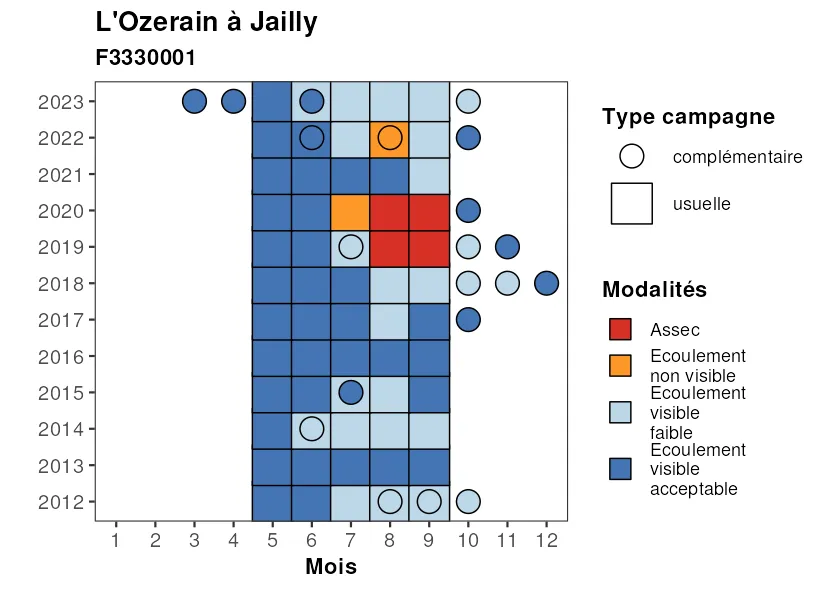 L'Ozerain à Jailly
F3330001
2023
2022
2021
2020
2019
2018
2017
2016
2015
2014
2013
2012
1 2 3 4 5 6 7 8 9 10 11 12
Mois
Type campagne
complémentaire
usuelle
Modalités
Assec
Ecoulement
non visible
Ecoulement
visible
faible
Ecoulement
visible
acceptable